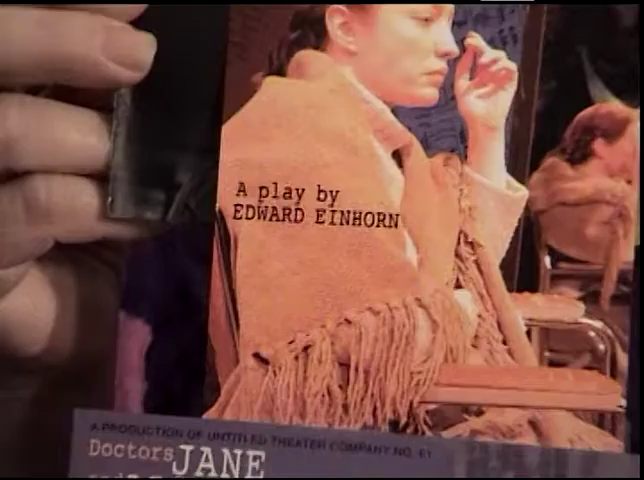 A play by
EDWARD EINHORN
A PRODUCTION OF UNTITLED THEATER COMPANY NO. 61
Doctors JANE